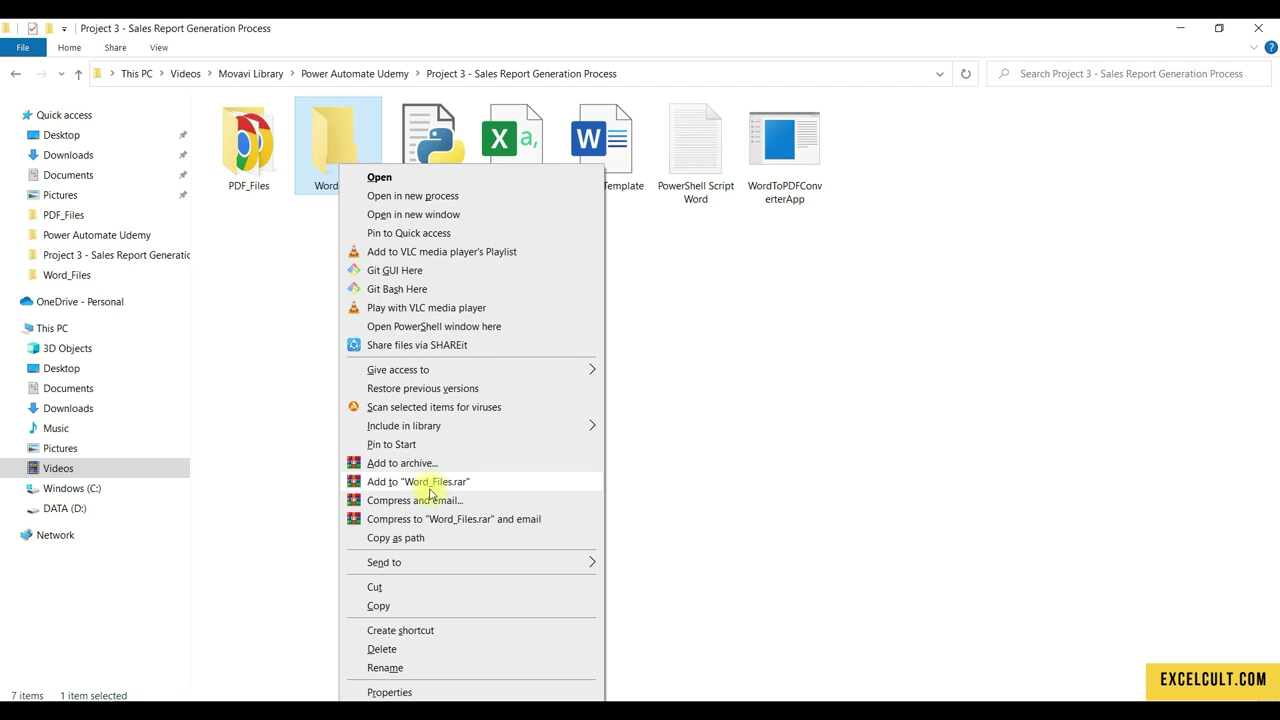 Project 3 - Sales Report Generation Process
File Home Share View
This PC Videos Movavi Library Power Automate Udemy Project 3 - Sales Report Generation Process
Search Project 3 - Sales Report Generation Process
Quick access
Desktop
Downloads
Documents
Pictures
PDF_Files
Power Automate Udemy
Project 3 - Sales Report Generatic
Word_Files
OneDrive - Personal
This PC
3D Objects
Desktop
Documents
Downloads
Music
Pictures
Videos
Windows (C:)
DATA (D:)
Network
PDF_Files
Word
Template
PowerShell Script
Word
WordToPDFConv
erterApp
Open
Open in new process
Open in new window
Pin to Quick access
Add to VLC media player's Playlist
Git GUI Here
Git Bash Here
Play with VLC media player
Open PowerShell window here
Share files via SHAREit
Give access to
Restore previous versions
Scan selected items for viruses
Include in library
Pin to Start
Add to archive...
Add to "Word_Files.rar"
Compress and email...
Compress to "Word_Files.rar" and email
Copy as path
Send to
Cut
Copy
Create shortcut
Delete
Rename
Properties
7 items 1 item selected
EXCELCULT.COM